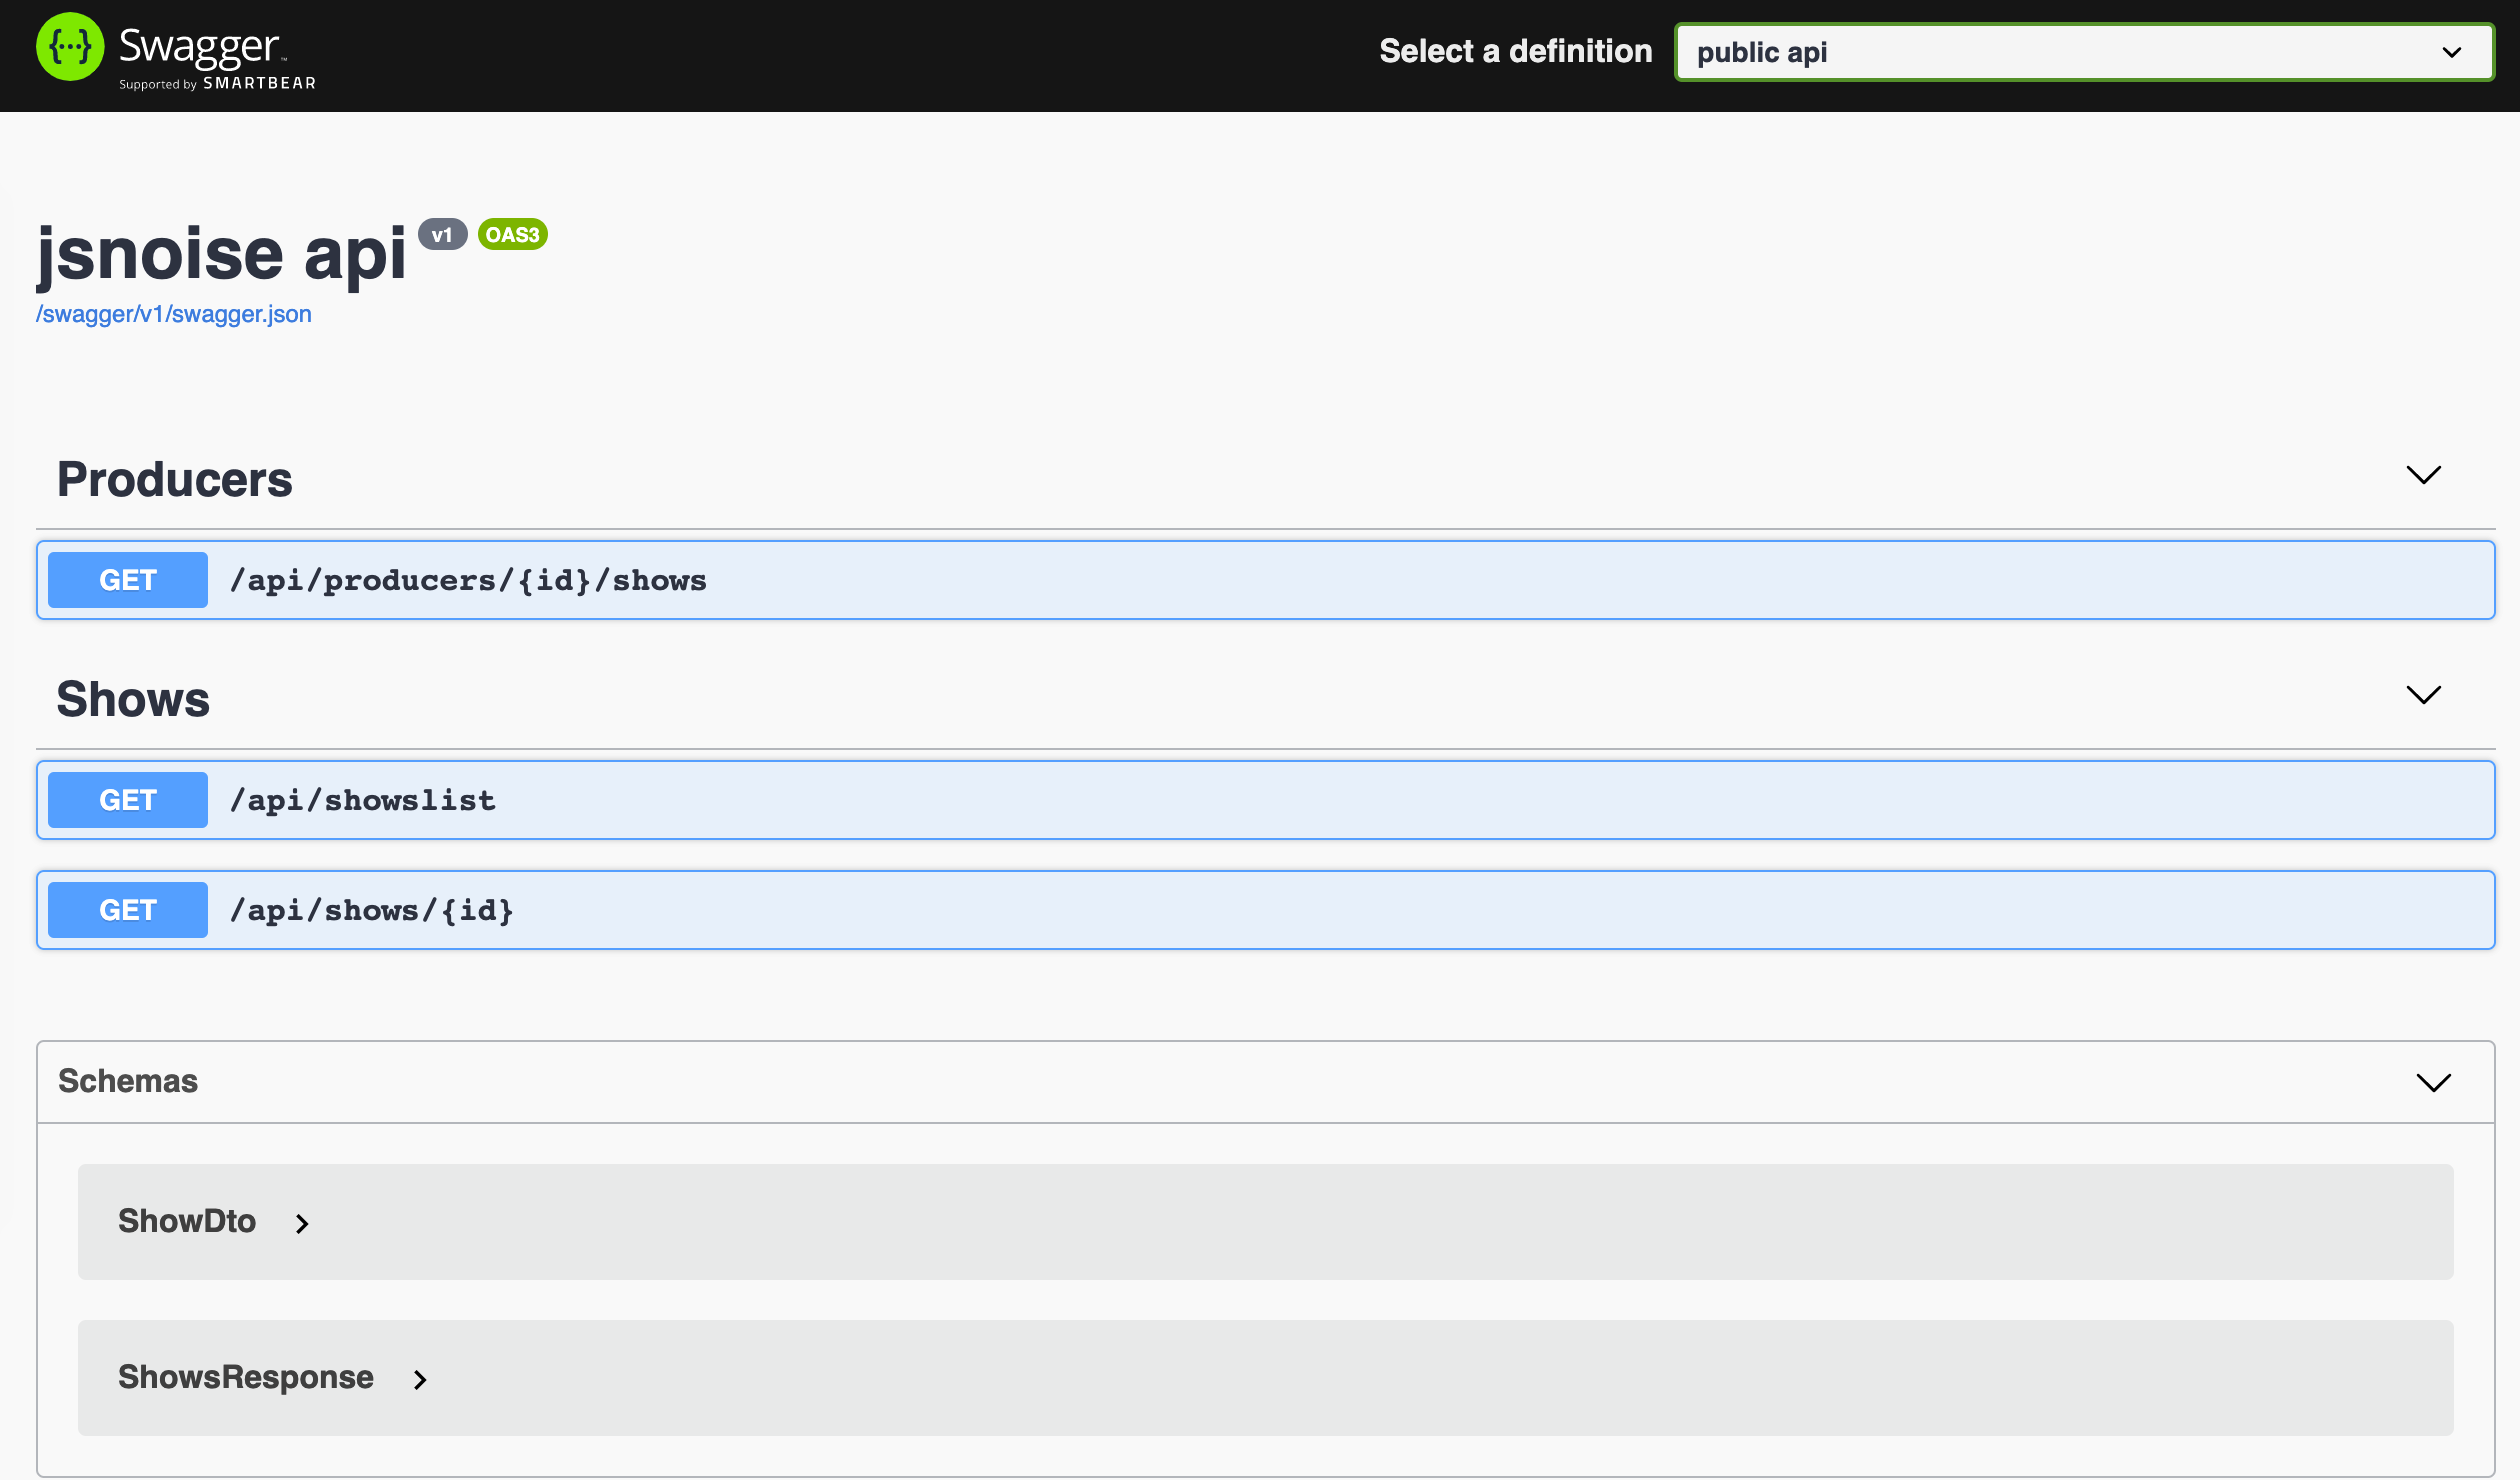 {···} Swagger™
Supported by SMARTBEAR
Select a definition
public api
jsnoise api v1 OAS3
/swagger/v1/swagger.json
Producers
GET /api/producers/{id}/shows
Shows
GET /api/showslist
GET /api/shows/{id}
Schemas
ShowDto
ShowsResponse